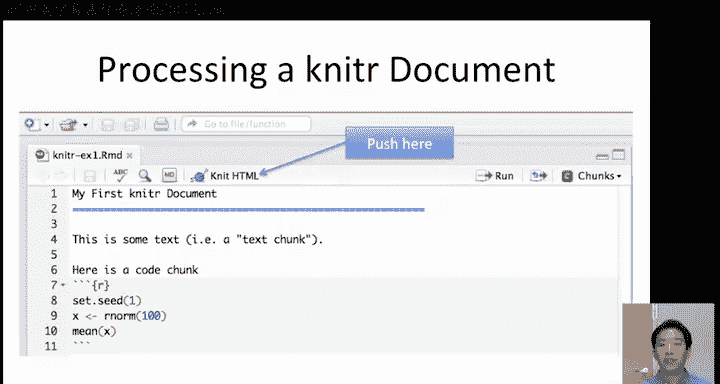 Processing a knitr Document
Go to file/function
Push here
knitr-ex1.Rmd
ABC
MD
Knit HTML
Run
Chunks
1 My First knitr Document
2 ===================================================
3
4 This is some text (i.e. a "text chunk").
5
6 Here is a code chunk
7 ```{r}
8 set.seed(1)
9 x <- rnorm(100)
10 mean(x)
11 ```